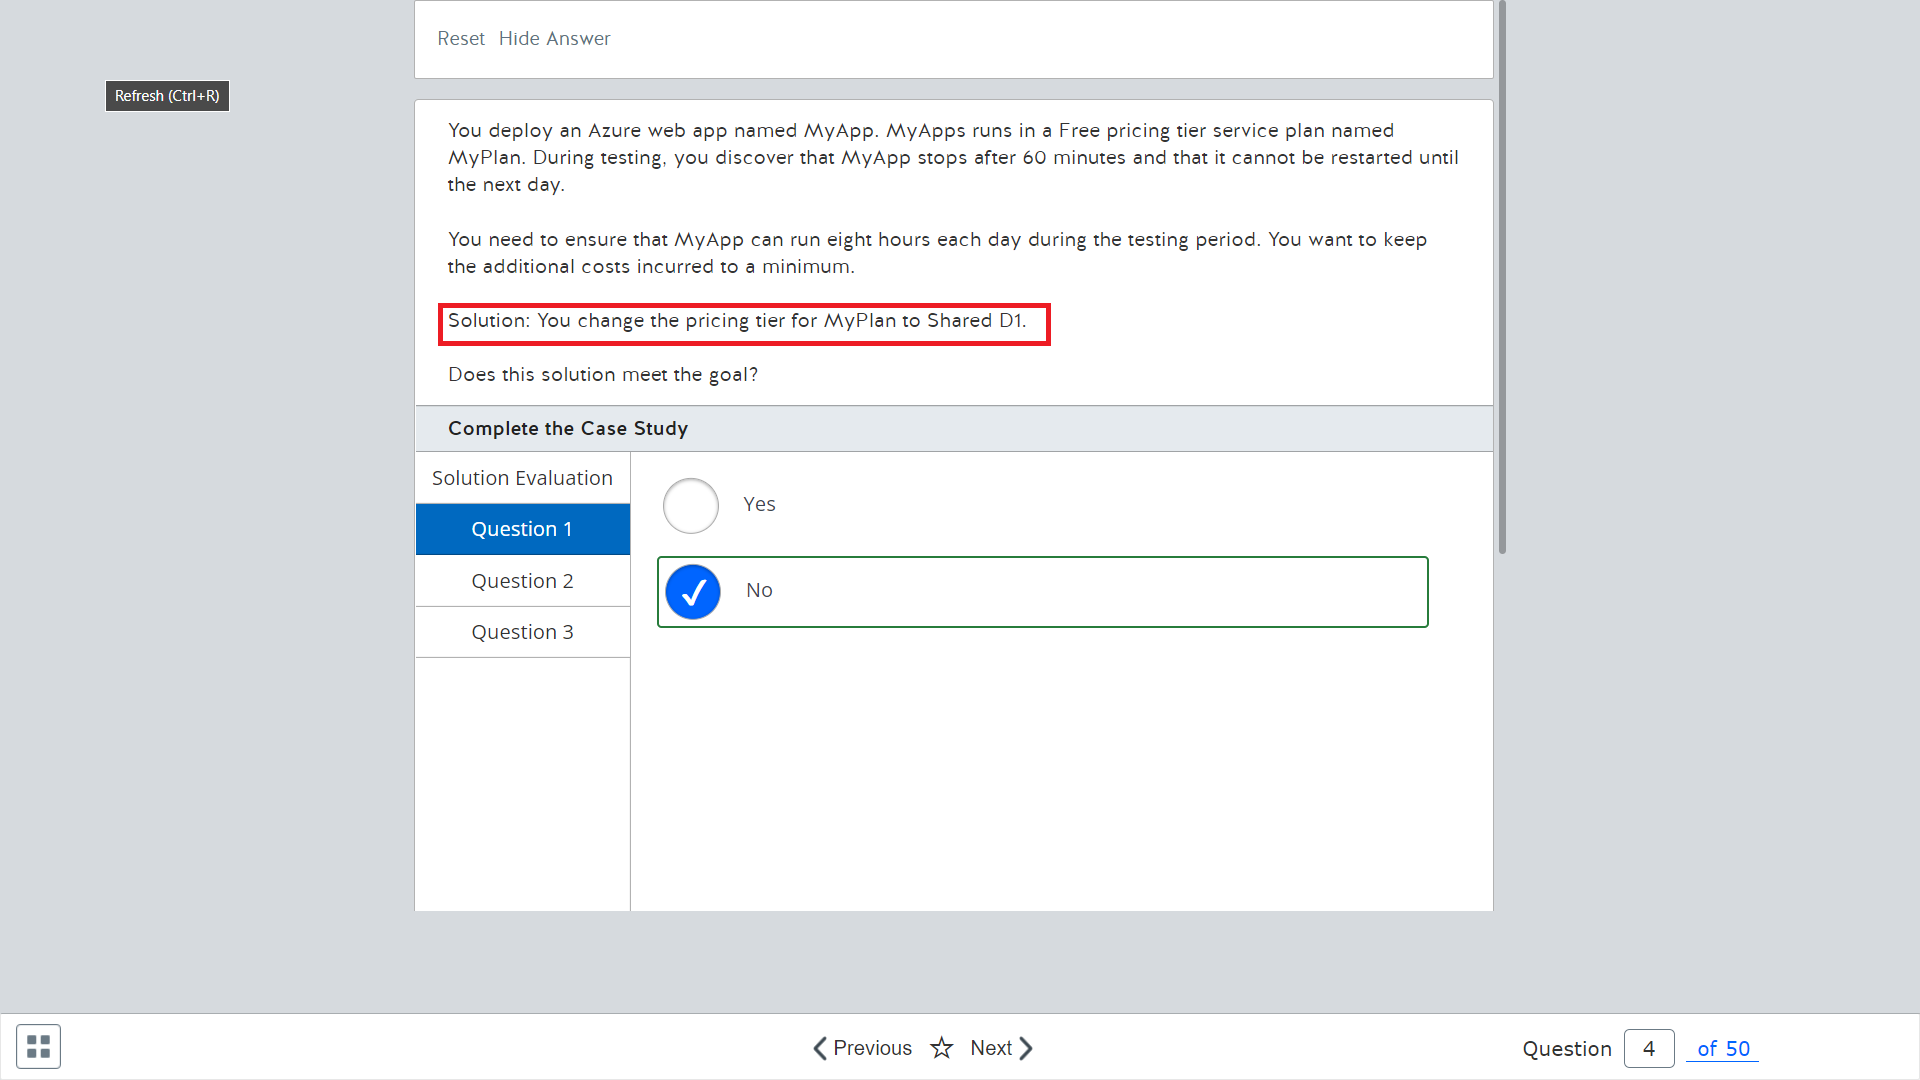 Reset Hide Answer
Refresh (Ctrl+R)
You deploy an Azure web app named MyApp. MyApps runs in a Free pricing tier service plan named
MyPlan. During testing, you discover that MyApp stops after 60 minutes and that it cannot be restarted until
the next day.
You need to ensure that MyApp can run eight hours each day during the testing period. You want to keep
the additional costs incurred to a minimum.
Solution: You change the pricing tier for MyPlan to Shared D1.
Does this solution meet the goal?
Complete the Case Study
Solution Evaluation
Question 1
Question 2
Question 3
Yes
No
Previous Next
Question 4 of 50